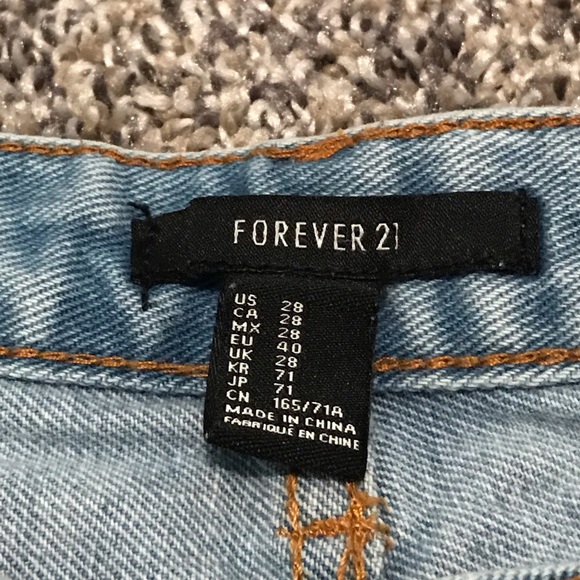 FOREVER 21
US 28
CA 28
MX 28
EU 40
UK 28
KR 71
JP 71
CN 165/71A
MADE IN CHINA
FABRIQUÉ EN CHINE